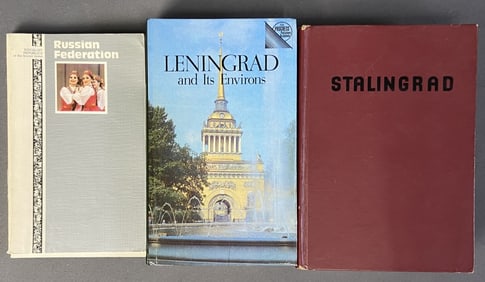 Russian
Federation
LENINGRAD
and Its Environs
STALINGRAD